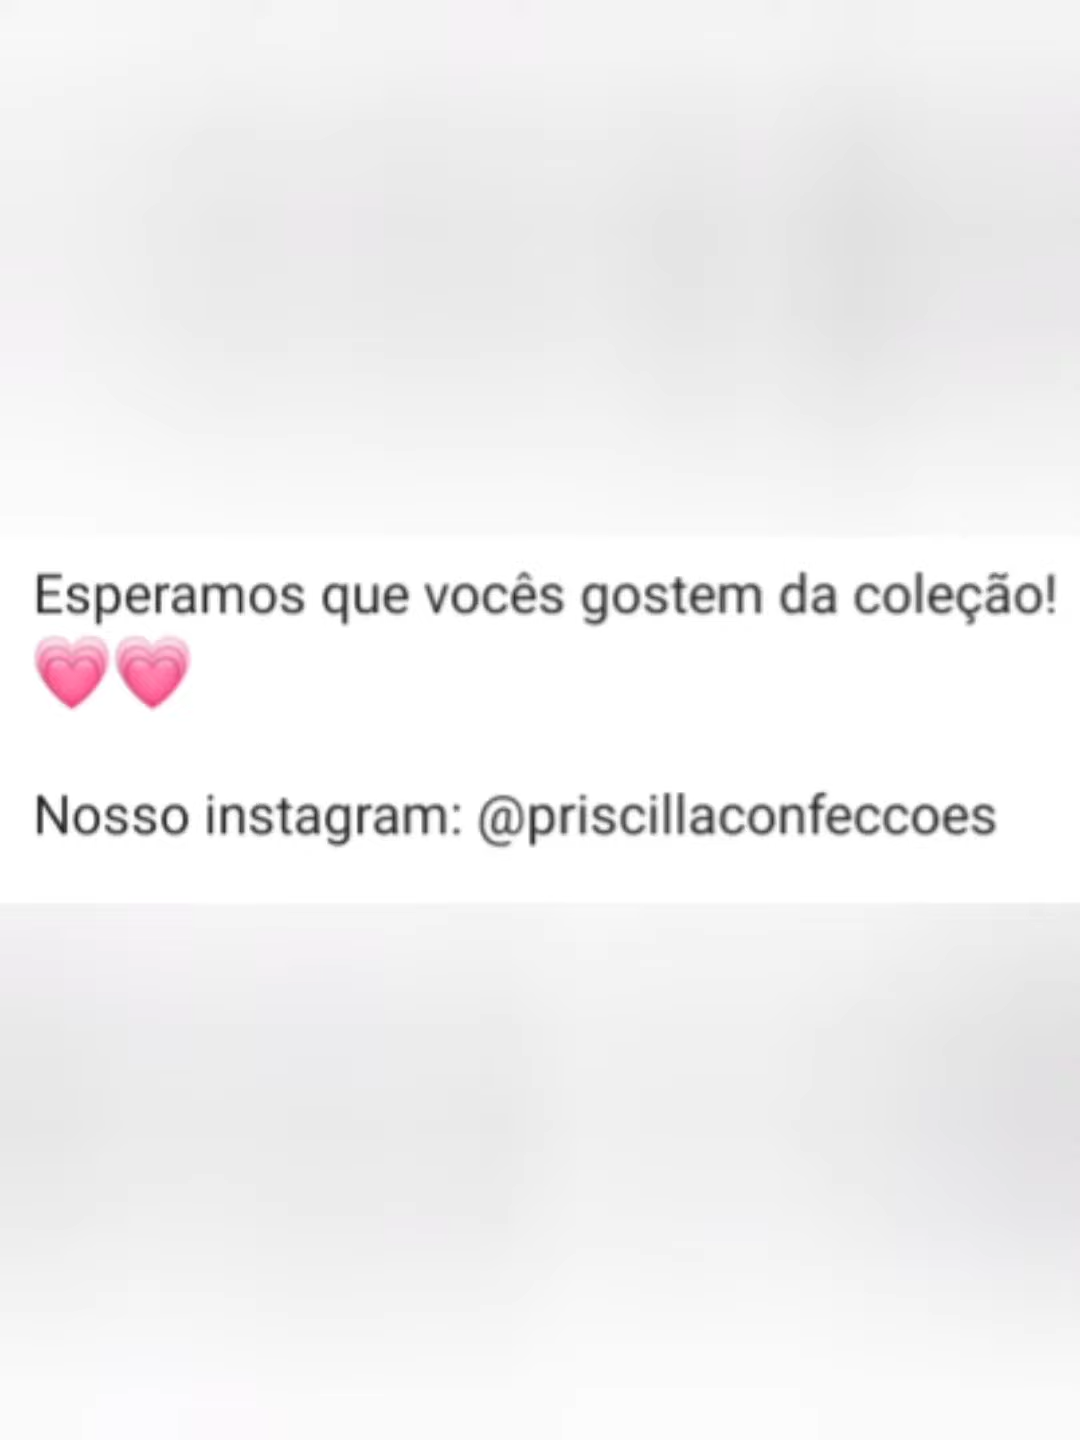 Esperamos que vocês gostem da coleção!
💗💗
Nosso instagram: @priscillaconfeccoes